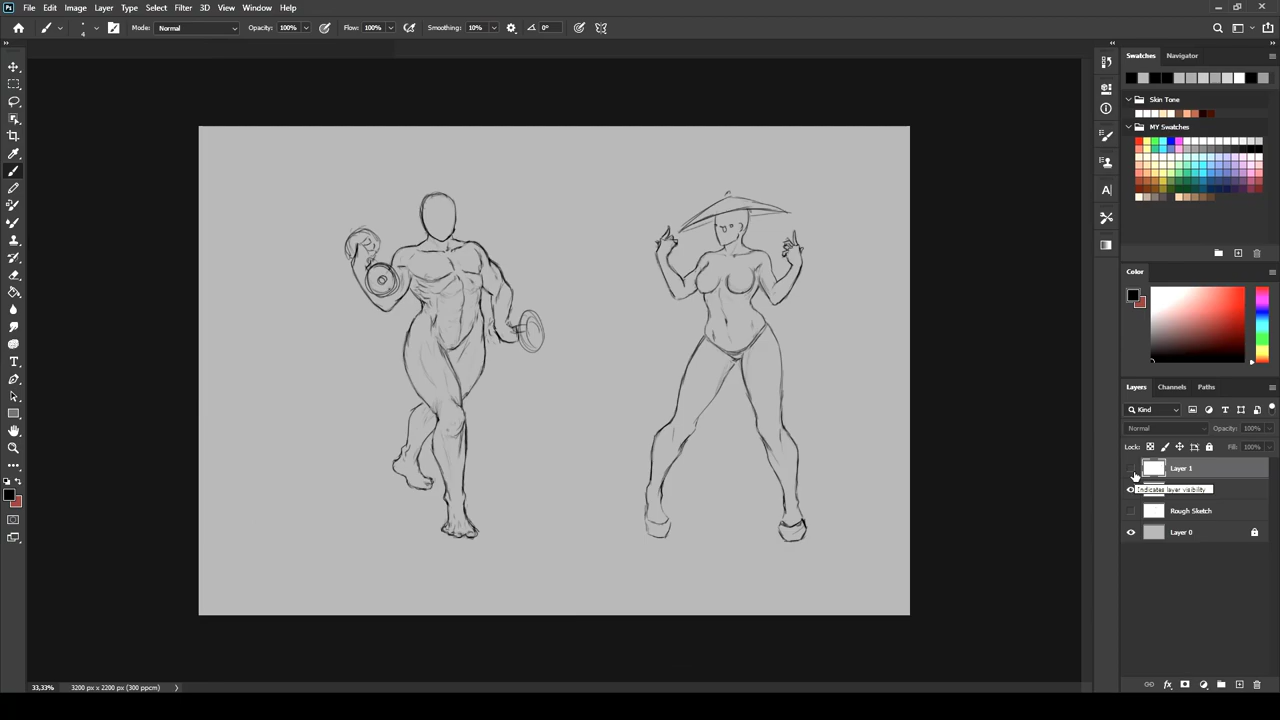 File Edit Image Layer Type Select Filter 3D View Window Help
4 Mode: Normal Opacity: 100% Flow: 100% Smoothing: 10% 0°
Swatches Navigator
Skin Tone
MY Swatches
Color
Layers Channels Paths
Kind
Normal Opacity: 100%
Lock: Fill: 100%
Layer 1
Indicates layer visibility
Rough Sketch
Layer 0
33,33% 3200 px x 2200 px (300 ppcm)